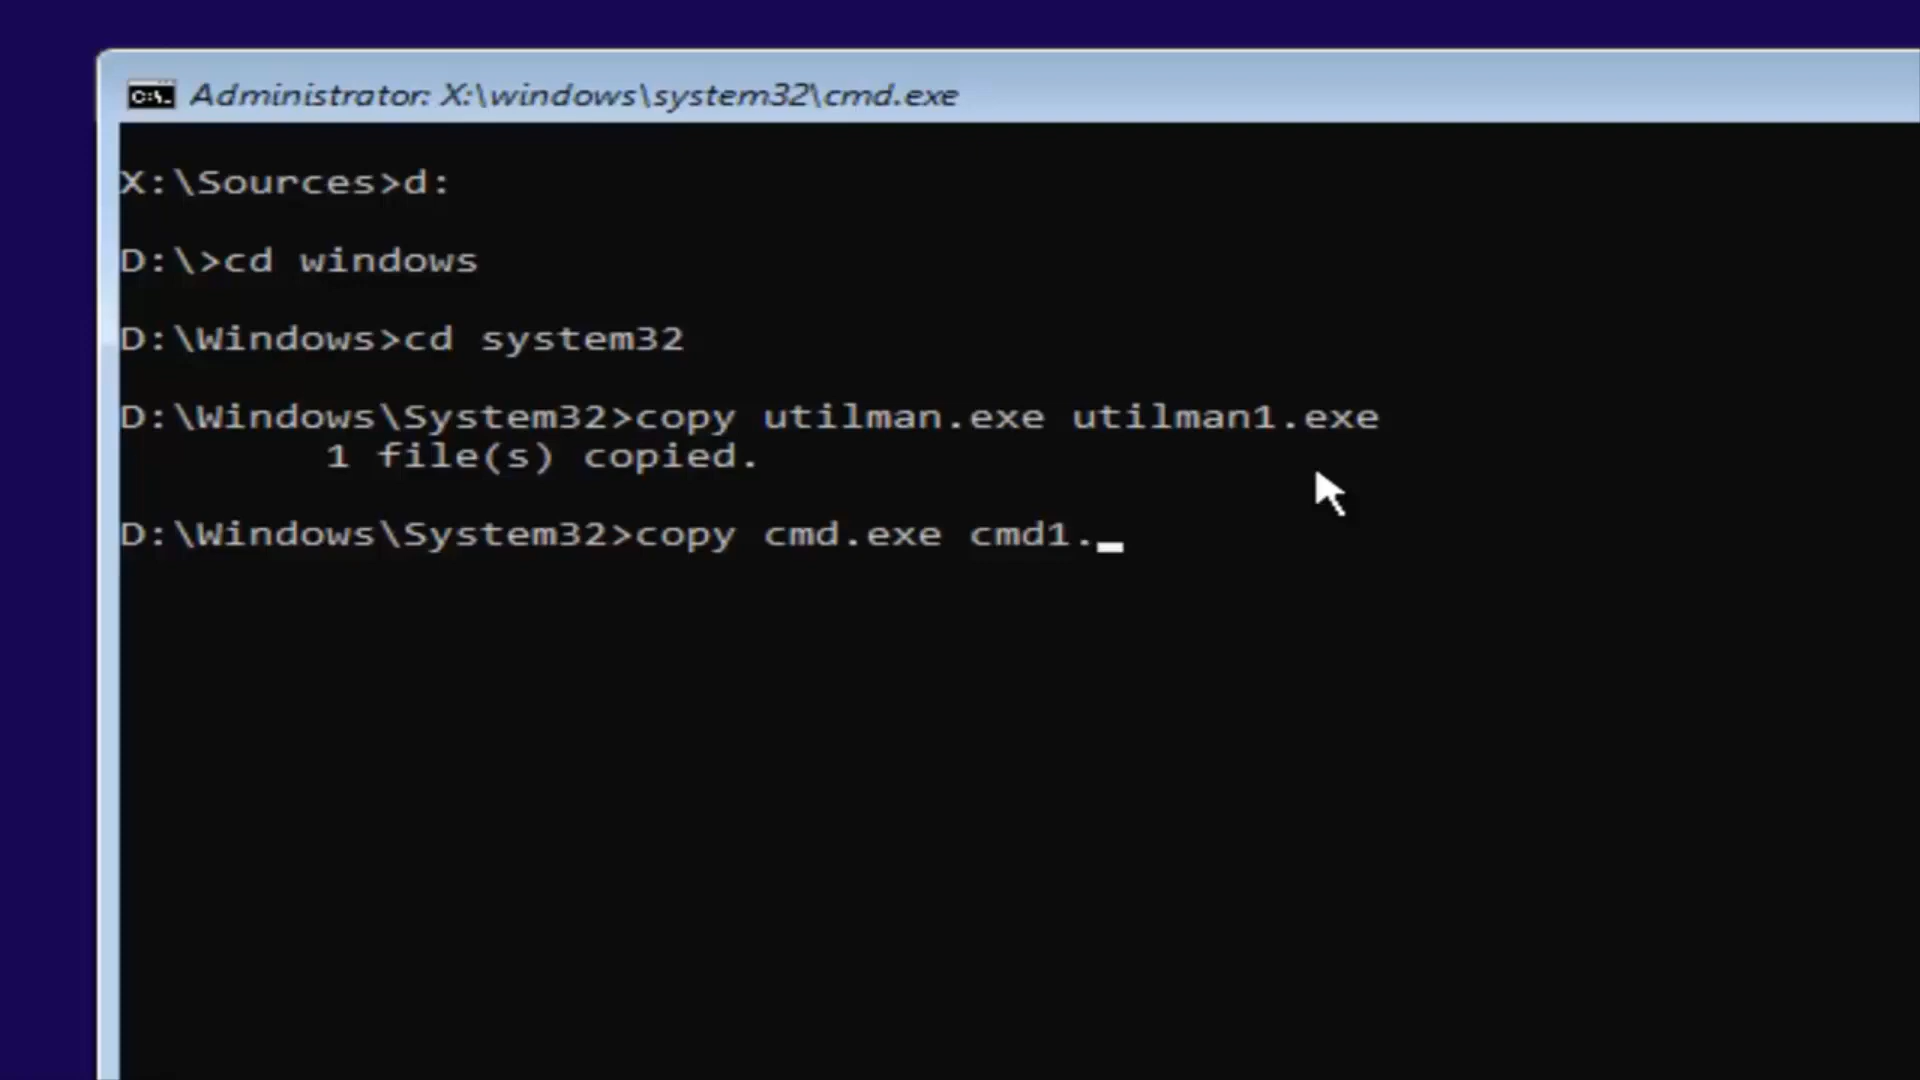 C:\.
Administrator: X:\windows\system32\cmd.exe
X:\Sources>d:
D:\>cd windows
D:\Windows>cd system32
D:\Windows\System32>copy utilman.exe utilman1.exe
1 file(s) copied.
D:\Windows\System32>copy cmd.exe cmd1.